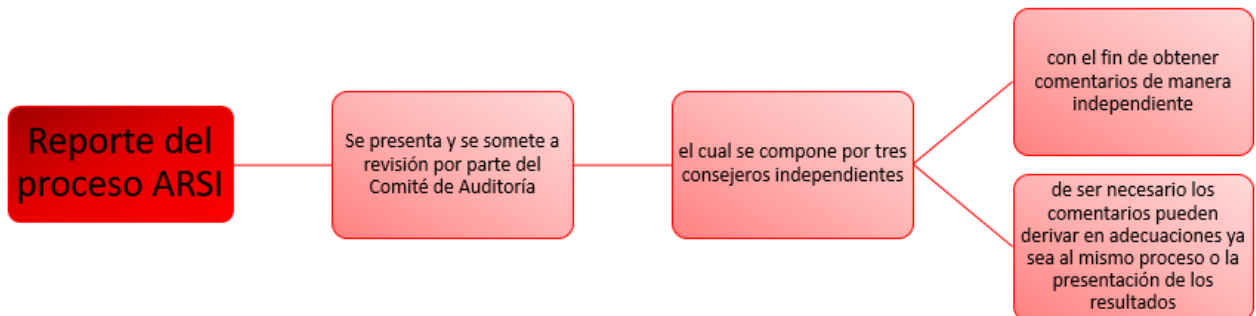 Reporte del
proceso ARSI
Se presenta y se somete a
revisión por parte del
Comité de Auditoría
el cual se compone por tres
consejeros independientes
con el fin de obtener
comentarios de manera
independiente
de ser necesario los
comentarios pueden
derivar en adecuaciones ya
sea al mismo proceso o la
presentación de los
resultados